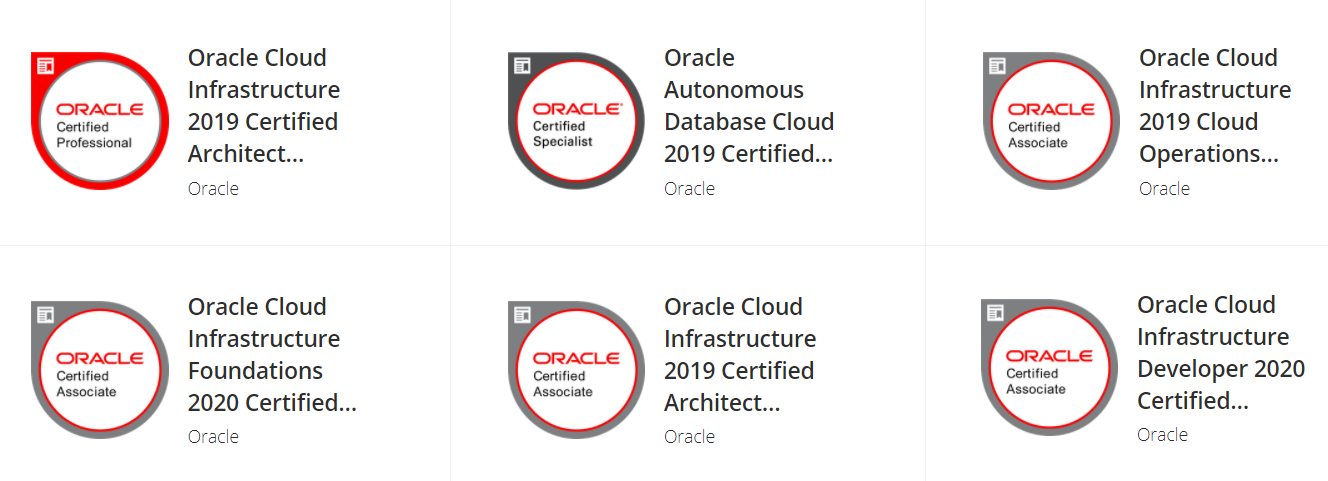 ORACLE
Certified
Professional
Oracle Cloud
Infrastructure
2019 Certified
Architect...
Oracle
ORACLE
Certified
Specialist
Oracle
Autonomous
Database Cloud
2019 Certified...
Oracle
ORACLE
Certified
Associate
Oracle Cloud
Infrastructure
2019 Cloud
Operations...
Oracle
ORACLE
Certified
Associate
Oracle Cloud
Infrastructure
Foundations
2020 Certified...
Oracle
ORACLE
Certified
Associate
Oracle Cloud
Infrastructure
2019 Certified
Architect...
Oracle
ORACLE
Certified
Associate
Oracle Cloud
Infrastructure
Developer 2020
Certified...
Oracle